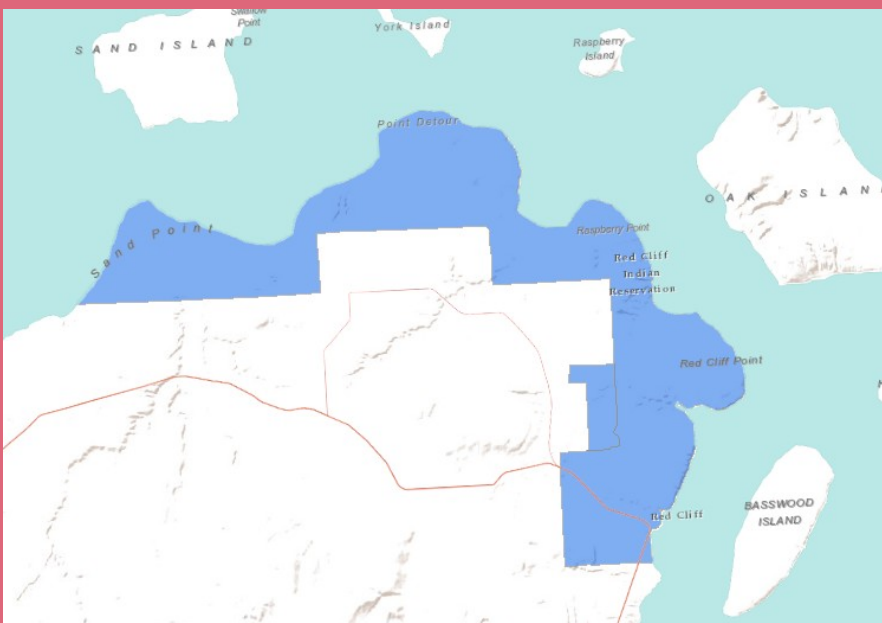 Swallow
Point
SAND ISLAND
York Island
Raspberry
Island
Point Detour
OAK ISLAN
Sand Point
Raspberry Point
Red Cliff
Indian
Reservation
Red Cliff Point
BASSWOOD
ISLAND
Red Cliff